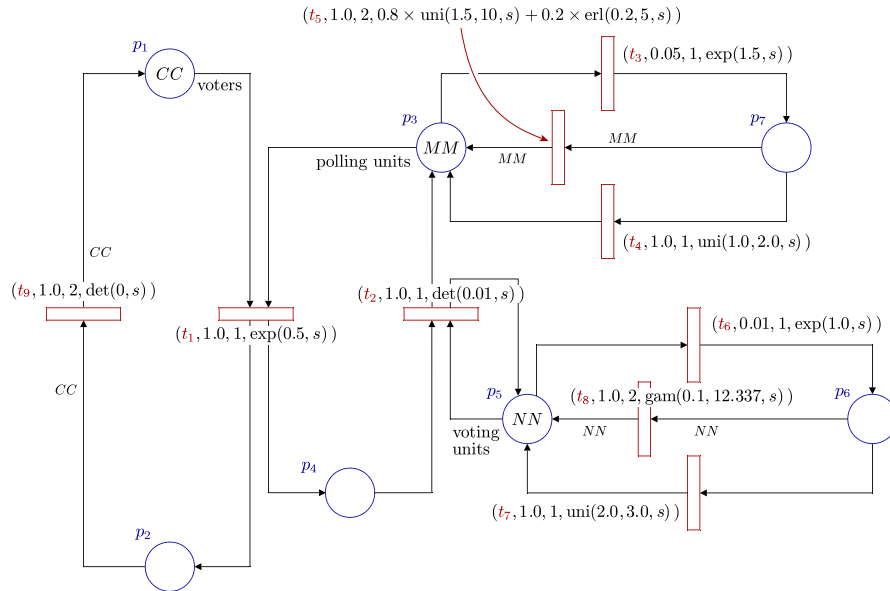 (t₅, 1.0, 2, 0.8 × uni(1.5, 10, s) + 0.2 × erl(0.2, 5, s))
p₁
CC
voters
(t₃, 0.05, 1, exp(1.5, s))
p₃
MM
polling units
MM
MM
p₇
(t₄, 1.0, 1, uni(1.0, 2.0, s))
CC
(t₉, 1.0, 2, det(0, s))
(t₂, 1.0, 1, det(0.01, s))
(t₁, 1.0, 1, exp(0.5, s))
(t₆, 0.01, 1, exp(1.0, s))
CC
p₅
(t₈, 1.0, 2, gam(0.1, 12.337, s))
p₆
NN
NN
NN
voting
units
p₄
(t₇, 1.0, 1, uni(2.0, 3.0, s))
p₂